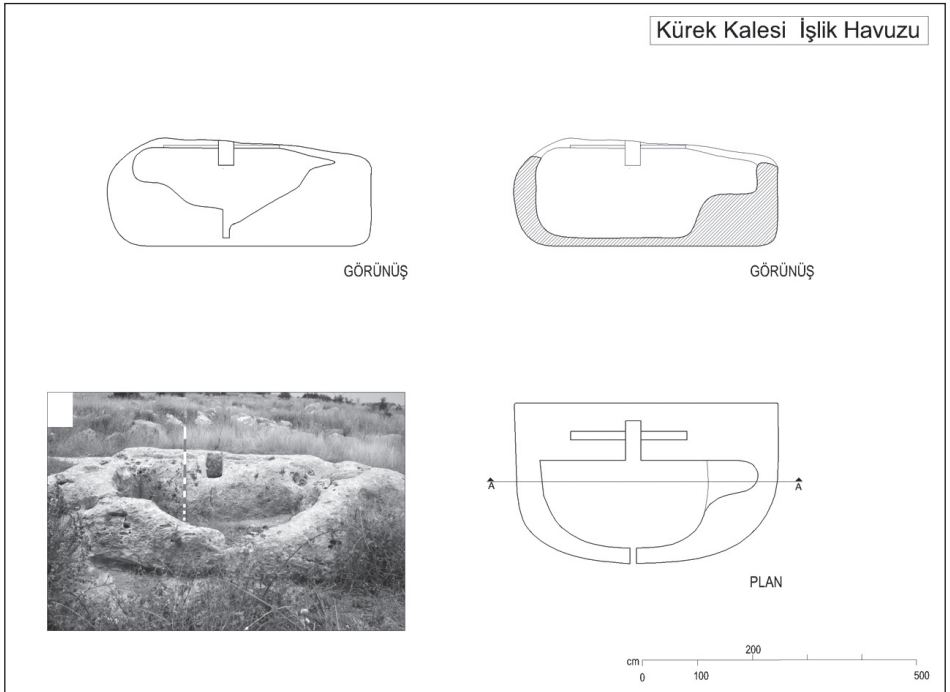 Kürek Kalesi İşlik Havuzu
GÖRÜNÜŞ
GÖRÜNÜŞ
A
A
PLAN
200
cm
0
100
500